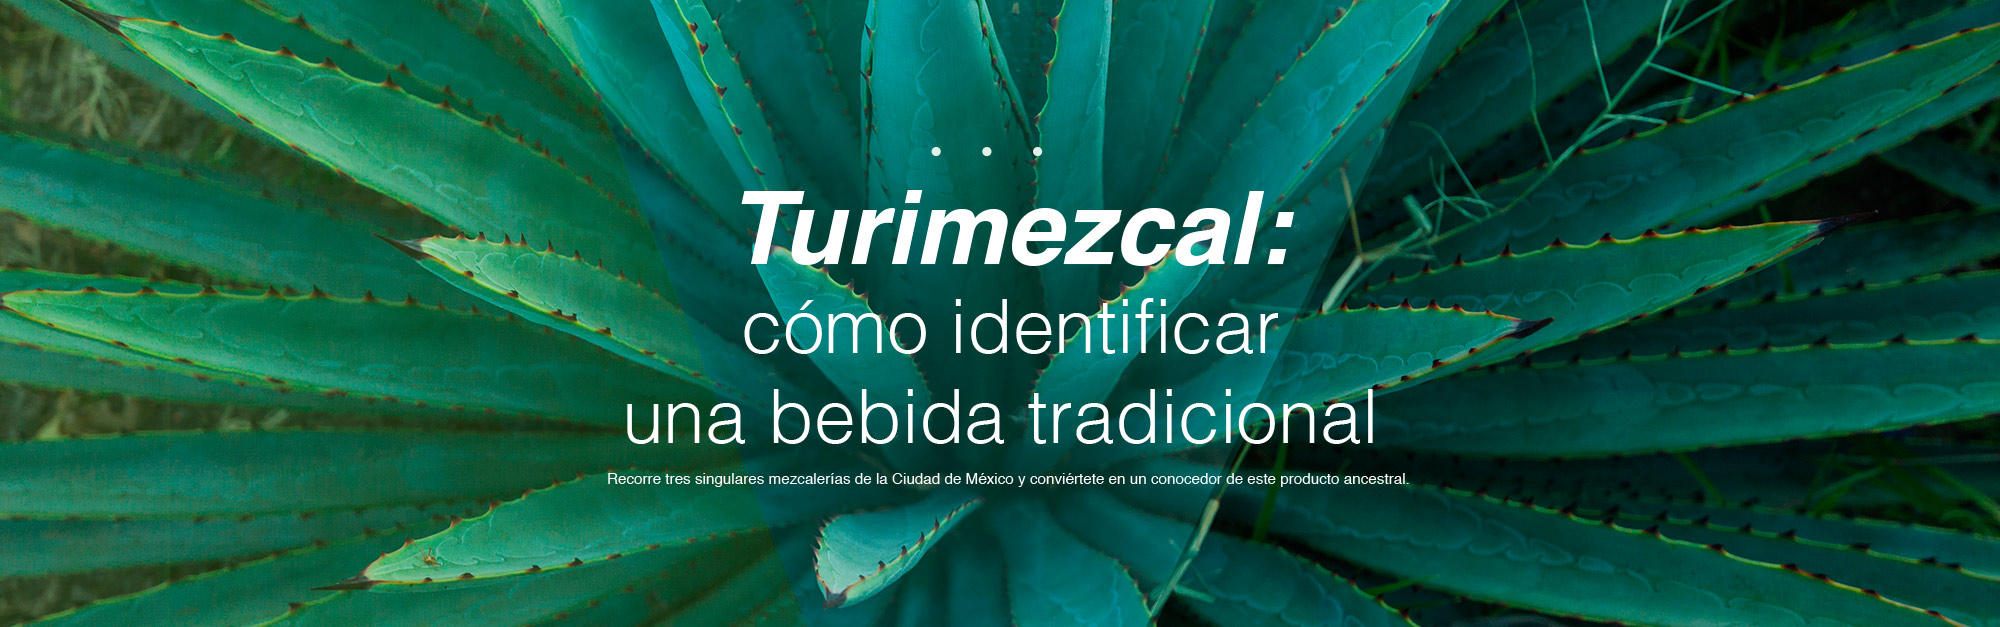 Turimezcal:
cómo identificar
una bebida tradicional
Recorre tres singulares mezcalerías de la Ciudad de México y conviértete en un conocedor de este producto ancestral.